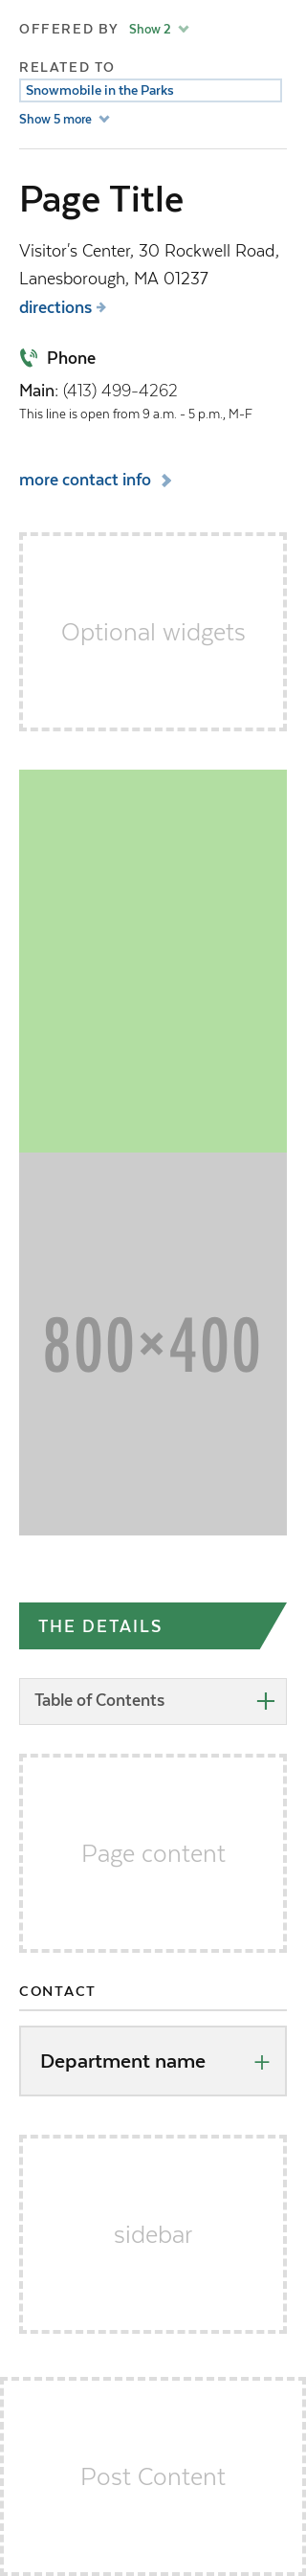 OFFERED BY Show 2
RELATED TO
Snowmobile in the Parks
Show 5 more
Page Title
Visitor's Center, 30 Rockwell Road,
Lanesborough, MA 01237
directions
Phone
Main: (413) 499-4262
This line is open from 9 a.m. - 5 p.m., M-F
more contact info
Optional widgets
800×400
THE DETAILS
Table of Contents
Page content
CONTACT
Department name
sidebar
Post Content